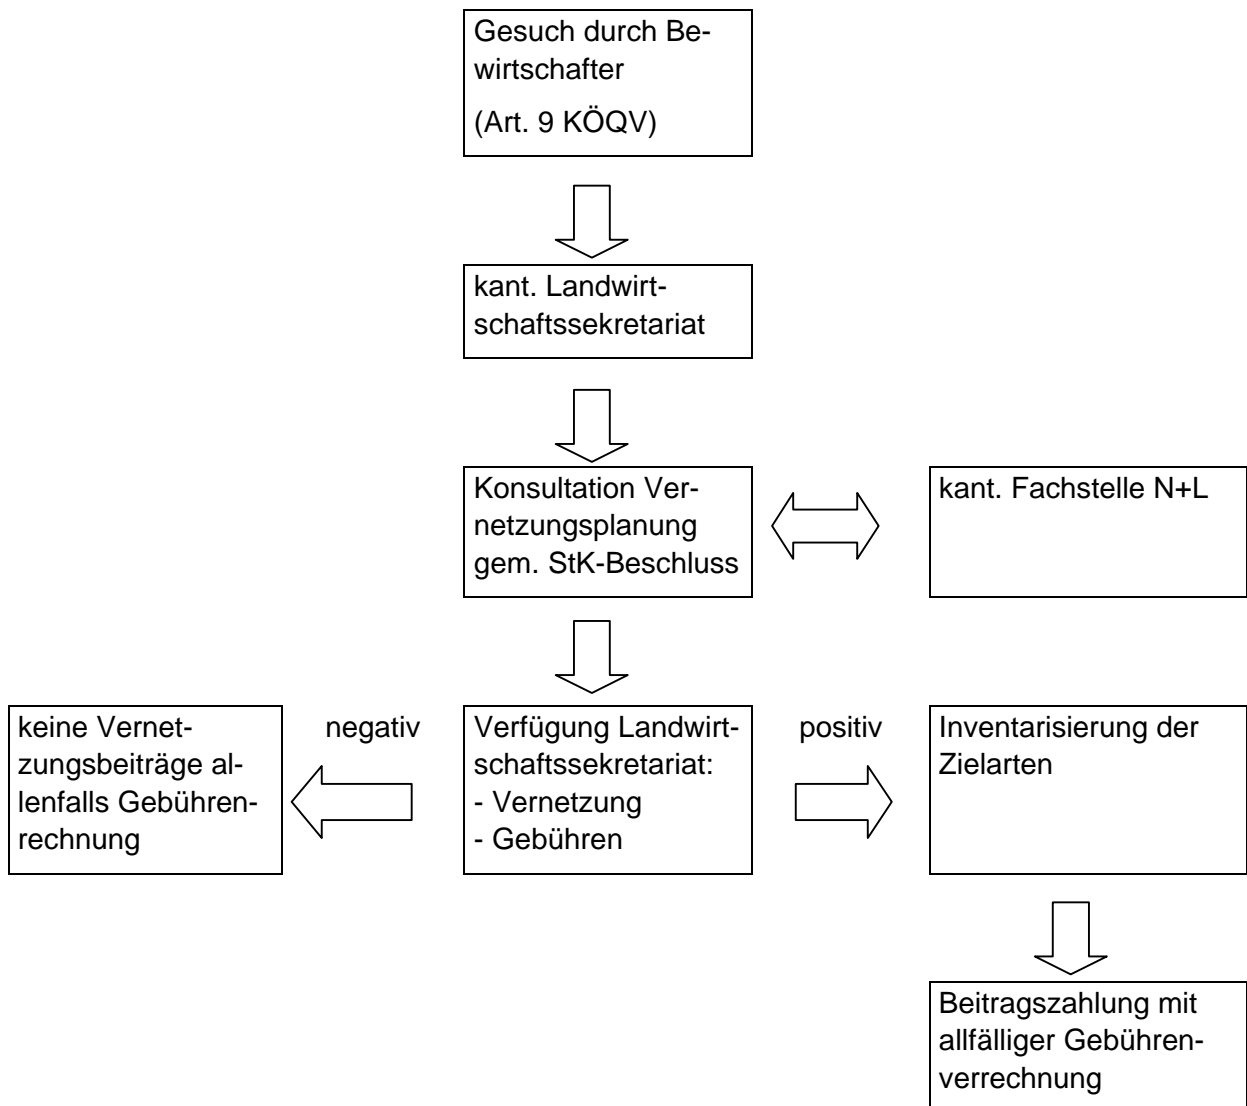 Gesuch durch Be-
wirtschafter
(Art. 9 KÖQV)
kant. Landwirt-
schaftssekretariat
Konsultation Ver-
netzungsplanung
gem. StK-Beschluss
kant. Fachstelle N+L
keine Vernet-
zungsbeiträge al-
lenfalls Gebühren-
rechnung
negativ
Verfügung Landwirt-
schaftssekretariat:
- Vernetzung
- Gebühren
positiv
Inventarisierung der
Zielarten
Beitragszahlung mit
allfälliger Gebühren-
verrechnung